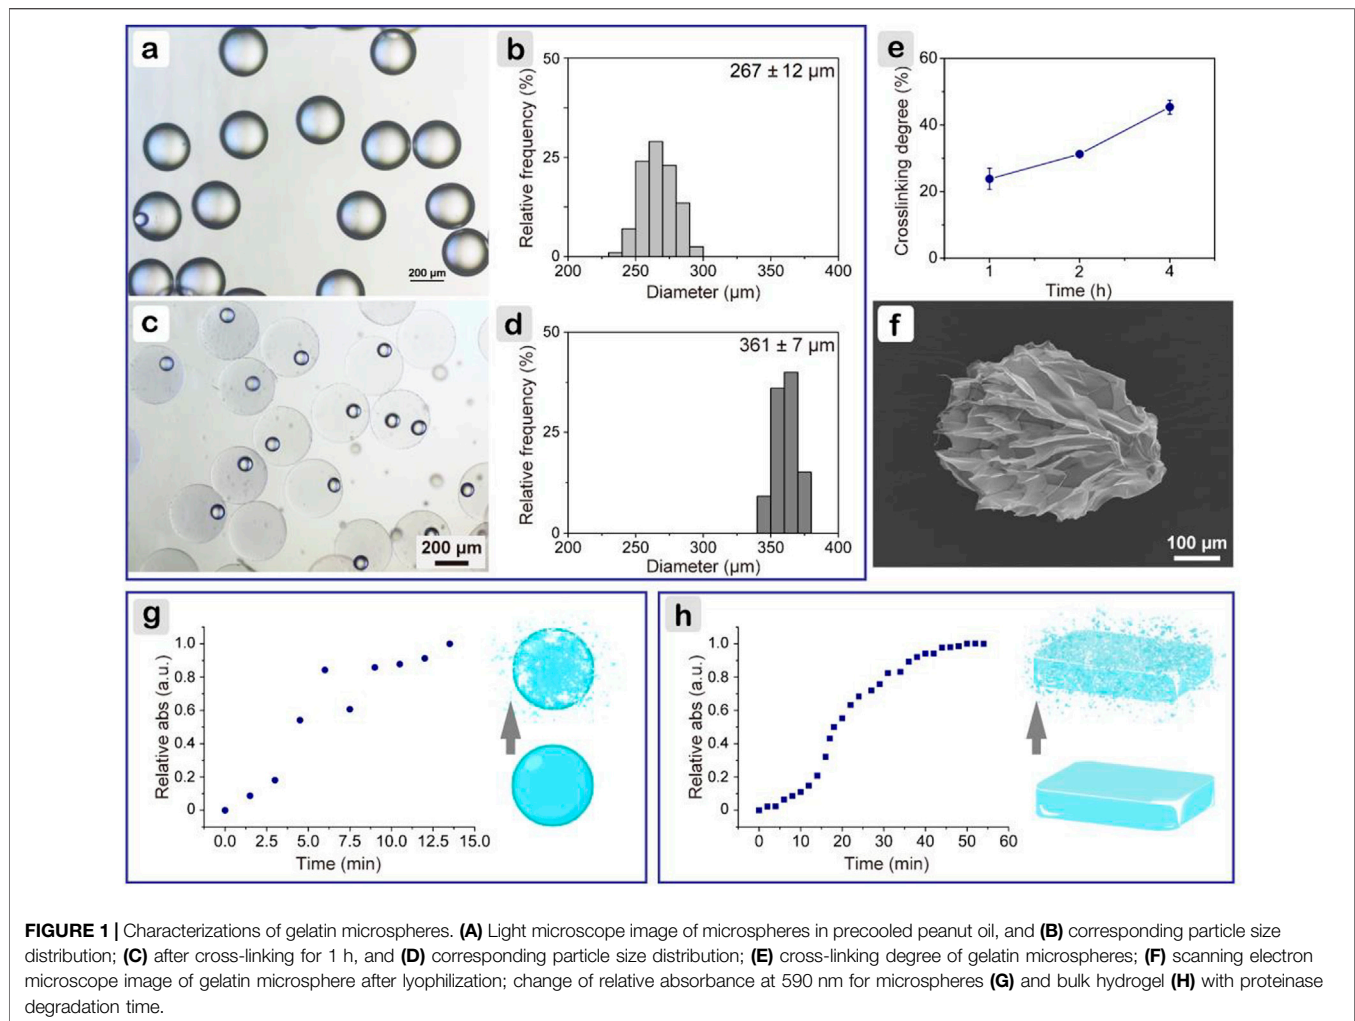 a
200 µm
b
Relative frequency (%)
50
25
0
267 ± 12 µm
200 250 300 350 400
Diameter (µm)
e
Crosslinking degree (%)
60
40
20
0
1 2 4
Time (h)
c
200 µm
d
Relative frequency (%)
50
25
0
361 ± 7 µm
200 250 300 350 400
Diameter (µm)
f
100 µm
g
Relative abs (a.u.)
1.0
0.8
0.6
0.4
0.2
0
0.0 2.5 5.0 7.5 10.0 12.5 15.0
Time (min)
h
Relative abs (a.u.)
1.0
0.8
0.6
0.4
0.2
0
0 10 20 30 40 50 60
Time (min)
FIGURE 1 | Characterizations of gelatin microspheres. (A) Light microscope image of microspheres in precooled peanut oil, and (B) corresponding particle size
distribution; (C) after cross-linking for 1 h, and (D) corresponding particle size distribution; (E) cross-linking degree of gelatin microspheres; (F) scanning electron
microscope image of gelatin microsphere after lyophilization; change of relative absorbance at 590 nm for microspheres (G) and bulk hydrogel (H) with proteinase
degradation time.